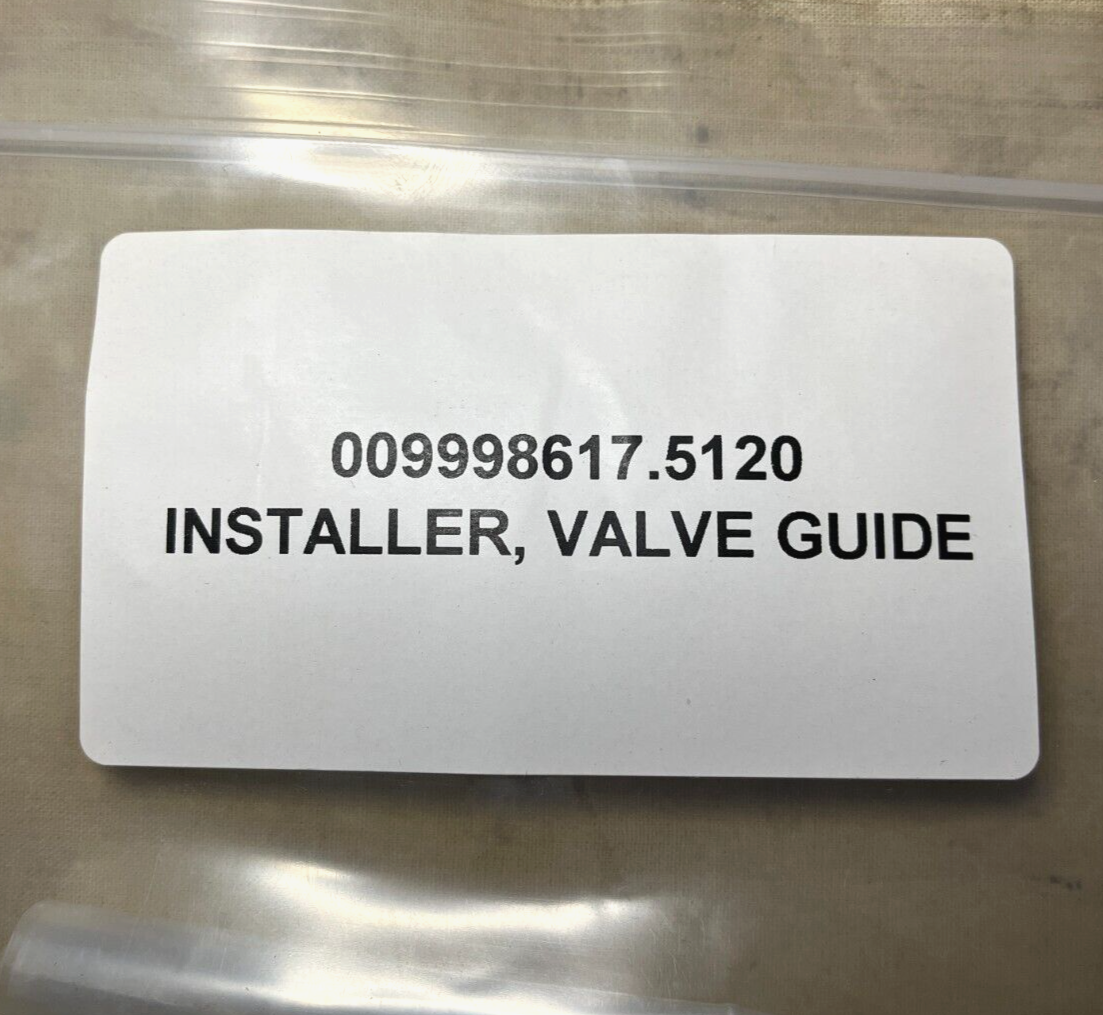 009998617.5120
INSTALLER, VALVE GUIDE